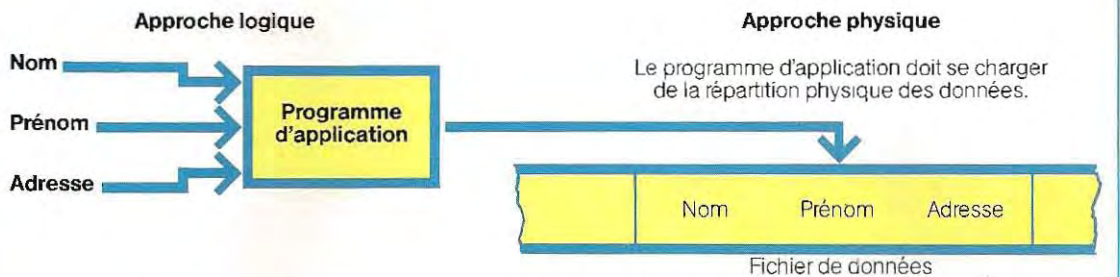 Approche logique
Nom
Prénom
Adresse
Programme
d'application
Approche physique
Le programme d'application doit se charger
de la répartition physique des données.
Nom Prénom Adresse
Fichier de données